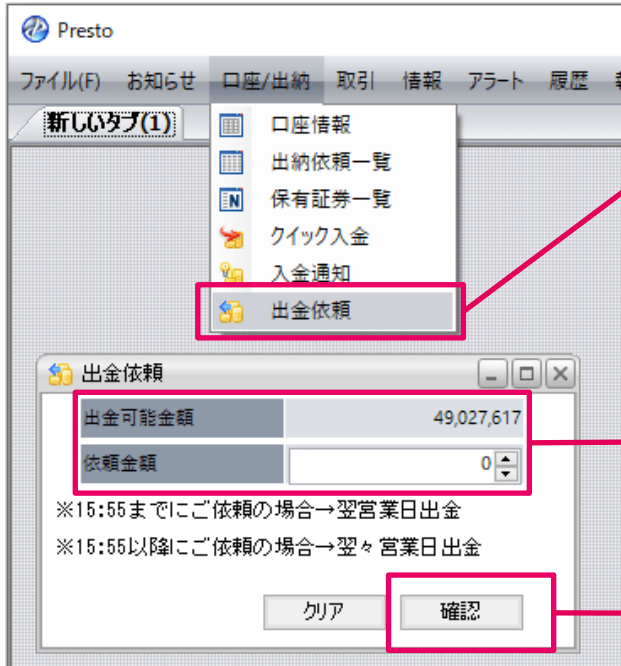 Presto
ファイル(F) お知らせ 口座/出納 取引 情報 アラート 履歴
新しいタブ(1)
口座情報
出納依頼一覧
保有証券一覧
クイック入金
入金通知
出金依頼
出金依頼
出金可能金額 49,027,617
依頼金額 0
※15:55までにご依頼の場合→翌営業日出金
※15:55以降にご依頼の場合→翌々営業日出金
クリア 確認